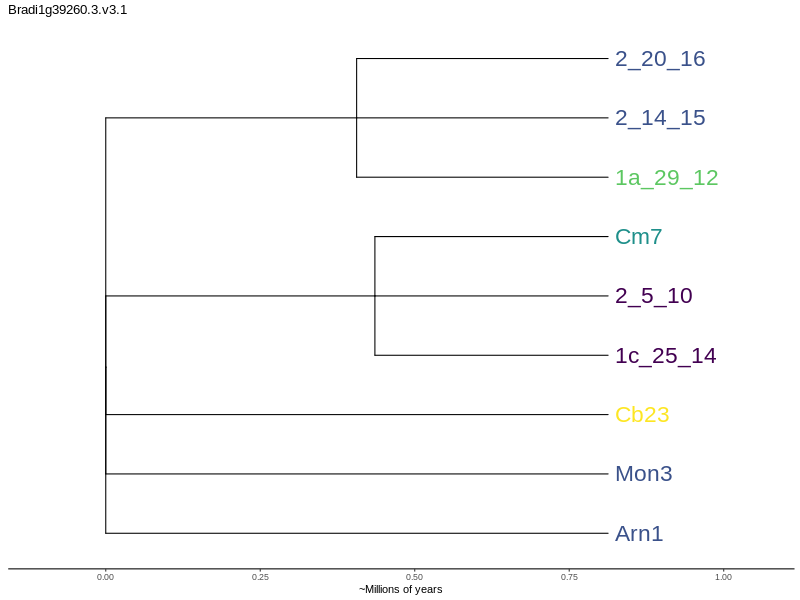 Bradi1g39260.3.v3.1
2_20_16
2_14_15
1a_29_12
Cm7
2_5_10
1c_25_14
Cb23
Mon3
Arn1
0.00 0.25 0.50 0.75 1.00
~Millions of years